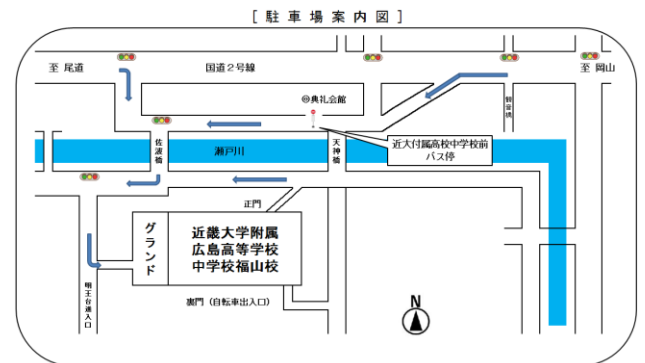 [ 駐 車 場 案 内 図 ]
至 尾道
国道２号線
至 岡山
㋿典礼会館
佐波橋
瀬戸川
天神橋
近大付属高校中学校前
バス停
正門
グランド
近畿大学附属
広島高等学校
中学校福山校
明王台進入口
裏門（自転車出入口）
N